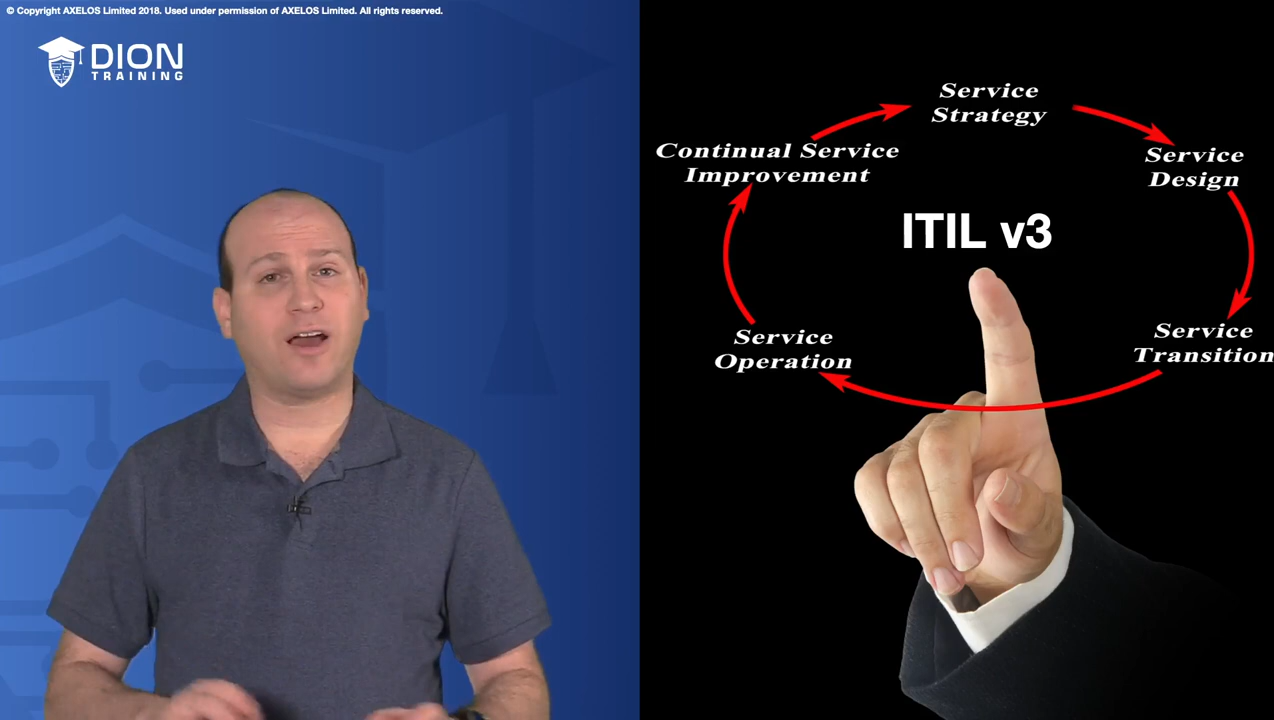 © Copyright AXELOS Limited 2018. Used under permission of AXELOS Limited. All rights reserved.
DION
TRAINING
Service
Strategy
Continual Service
Improvement
Service
Design
ITIL v3
Service
Operation
Service
Transition